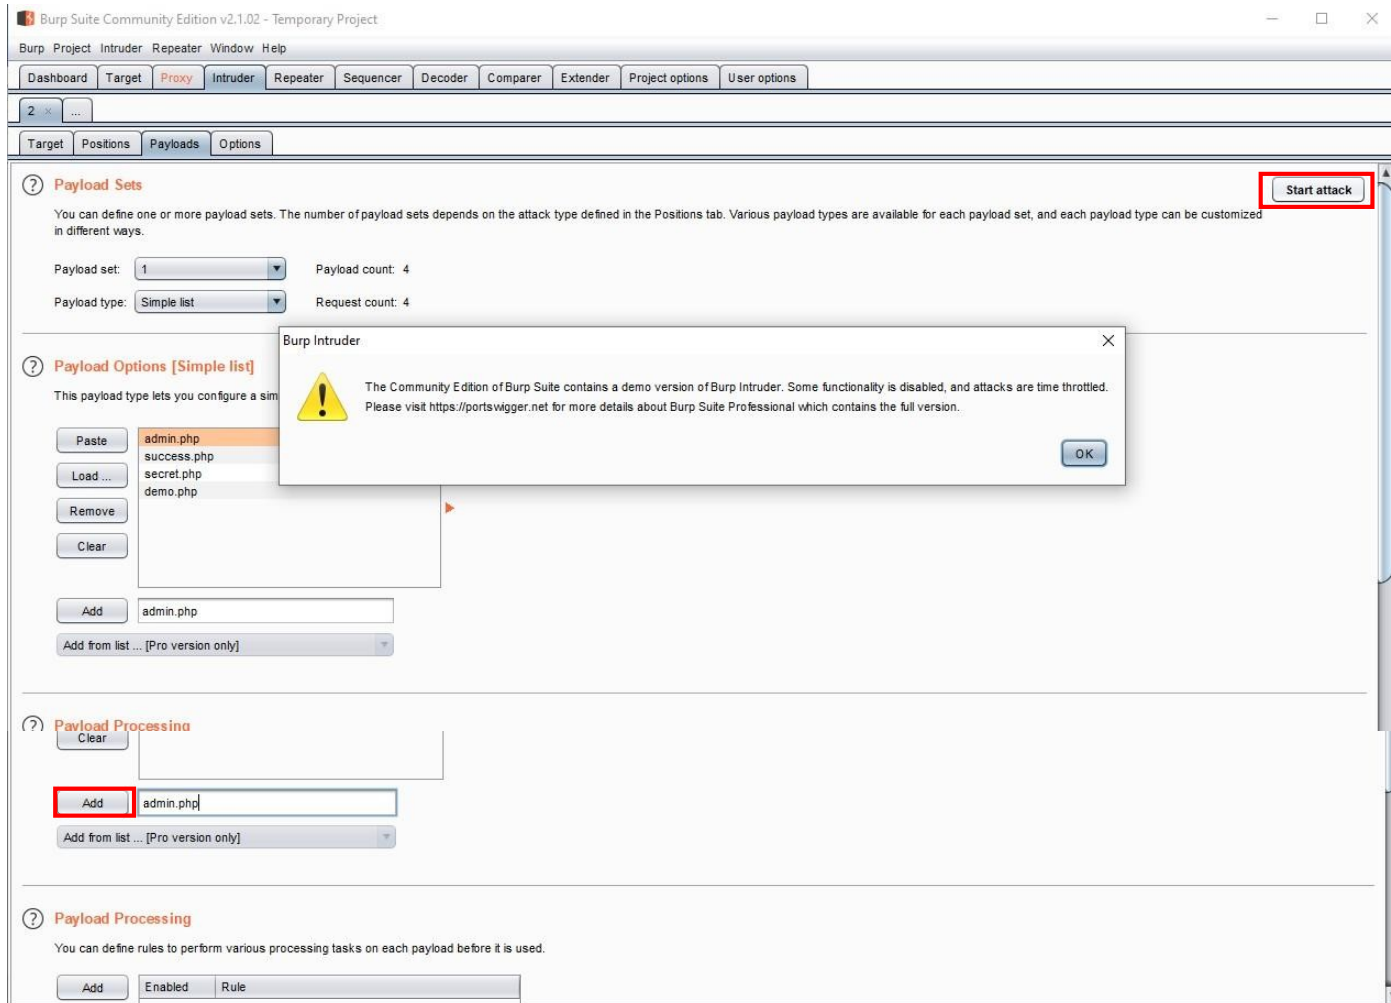 Burp Suite Community Edition v2.1.02 - Temporary Project
Burp Project Intruder Repeater Window Help
Dashboard Target Proxy Intruder Repeater Sequencer Decoder Comparer Extender Project options User options
2 × ...
Target Positions Payloads Options
? Payload Sets
Start attack
You can define one or more payload sets. The number of payload sets depends on the attack type defined in the Positions tab. Various payload types are available for each payload set, and each payload type can be customized
in different ways.
Payload set: 1 Payload count: 4
Payload type: Simple list Request count: 4
Burp Intruder
The Community Edition of Burp Suite contains a demo version of Burp Intruder. Some functionality is disabled, and attacks are time throttled.
Please visit https://portswigger.net for more details about Burp Suite Professional which contains the full version.
OK
? Payload Options [Simple list]
This payload type lets you configure a sim
Paste admin.php
success.php
Load ... secret.php
demo.php
Remove
Clear
Add admin.php
Add from list ... [Pro version only]
? Payload Processing
Clear
Add admin.php
Add from list ... [Pro version only]
? Payload Processing
You can define rules to perform various processing tasks on each payload before it is used.
Add Enabled Rule